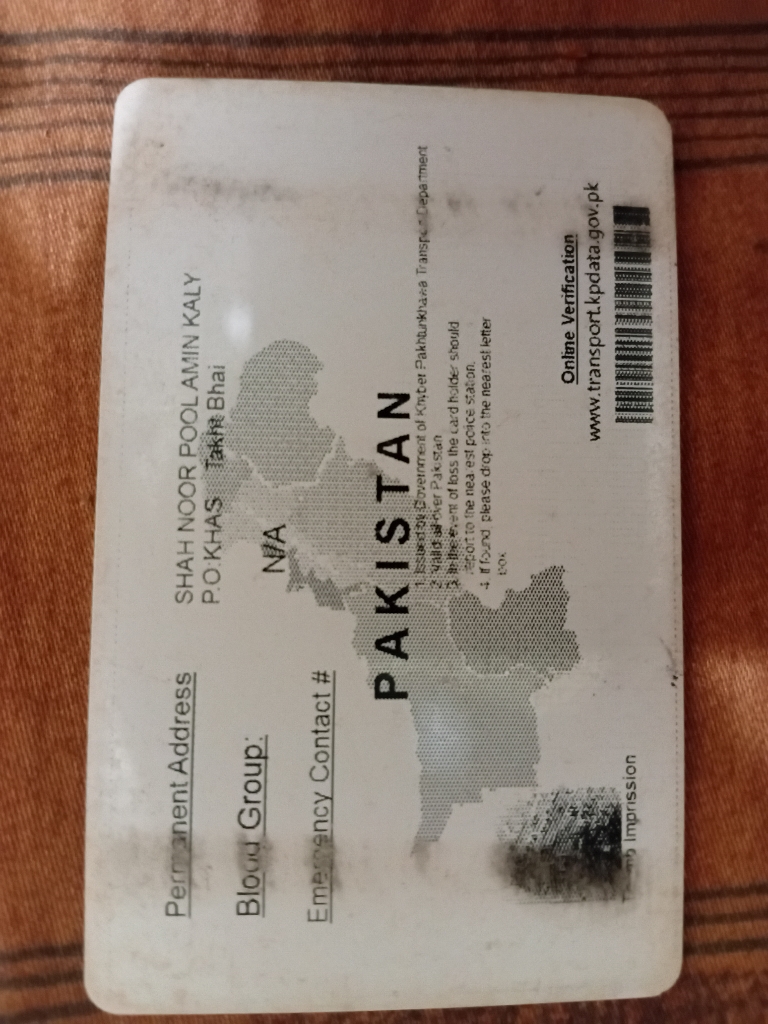 Permanent Address
SHAH NOOR POOL AMIN KALY
P.O:KHAS Takht Bhai
Blood Group:
N/A
Emergency Contact #
PAKISTAN
1. Issued by Government of Khyber Pakhtunkhawa Transport Department
2. Valid all over Pakistan
3. In the event of loss the card holder should
report to the nearest police station.
4. If found, please drop into the nearest letter
box
Online Verification
www.transport.kpdata.gov.pk
Imprission